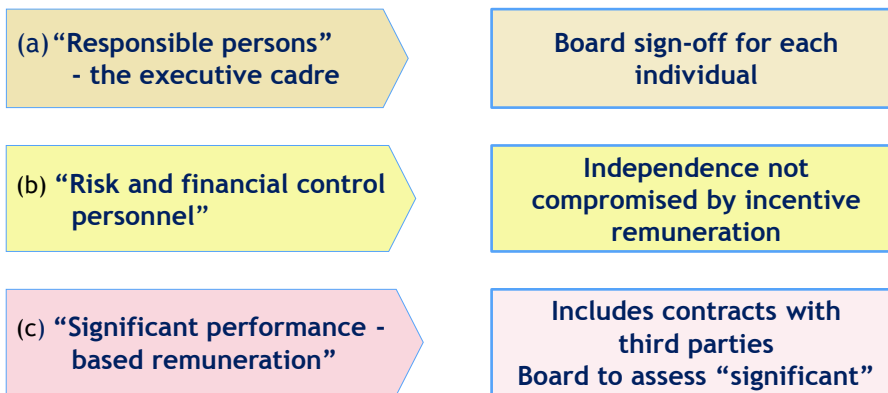 (a) “Responsible persons”
- the executive cadre
Board sign-off for each
individual
(b) “Risk and financial control
personnel”
Independence not
compromised by incentive
remuneration
(c) “Significant performance -
based remuneration”
Includes contracts with
third parties
Board to assess “significant”